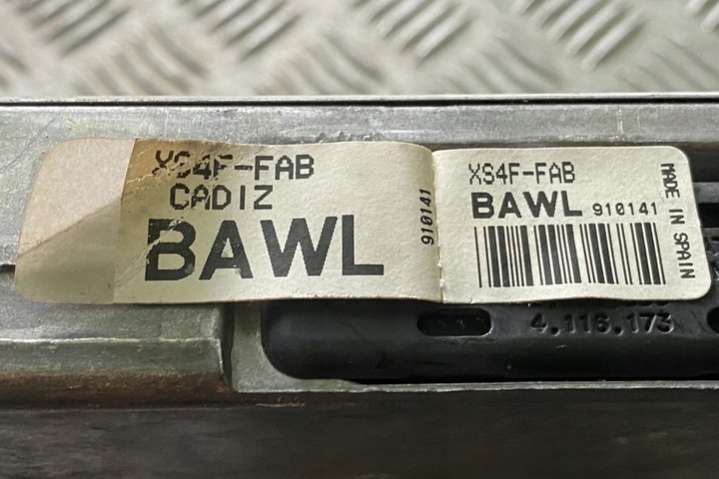 XS4F-FAB
CADIZ
BAWL
910141
XS4F-FAB
BAWL 910141
MADE IN SPAIN
4.116.173